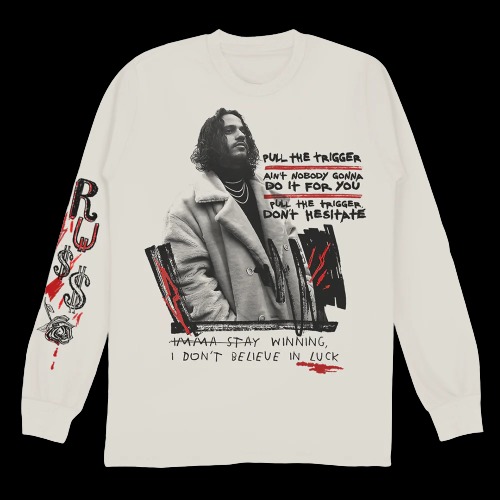 RUSS
PULL THE TRIGGER
AIN'T NOBODY GONNA
DO IT FOR YOU
PULL THE TRIGGER
DON'T HESITATE
IMMA STAY WINNING,
I DON'T BELIEVE IN LUCK